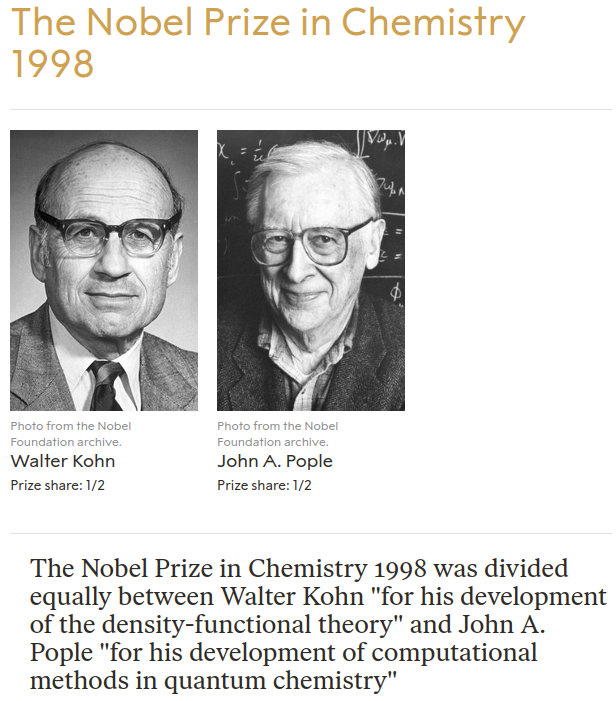 The Nobel Prize in Chemistry
1998
Photo from the Nobel
Foundation archive.
Walter Kohn
Prize share: 1/2
Photo from the Nobel
Foundation archive.
John A. Pople
Prize share: 1/2
The Nobel Prize in Chemistry 1998 was divided
equally between Walter Kohn "for his development
of the density-functional theory" and John A.
Pople "for his development of computational
methods in quantum chemistry"